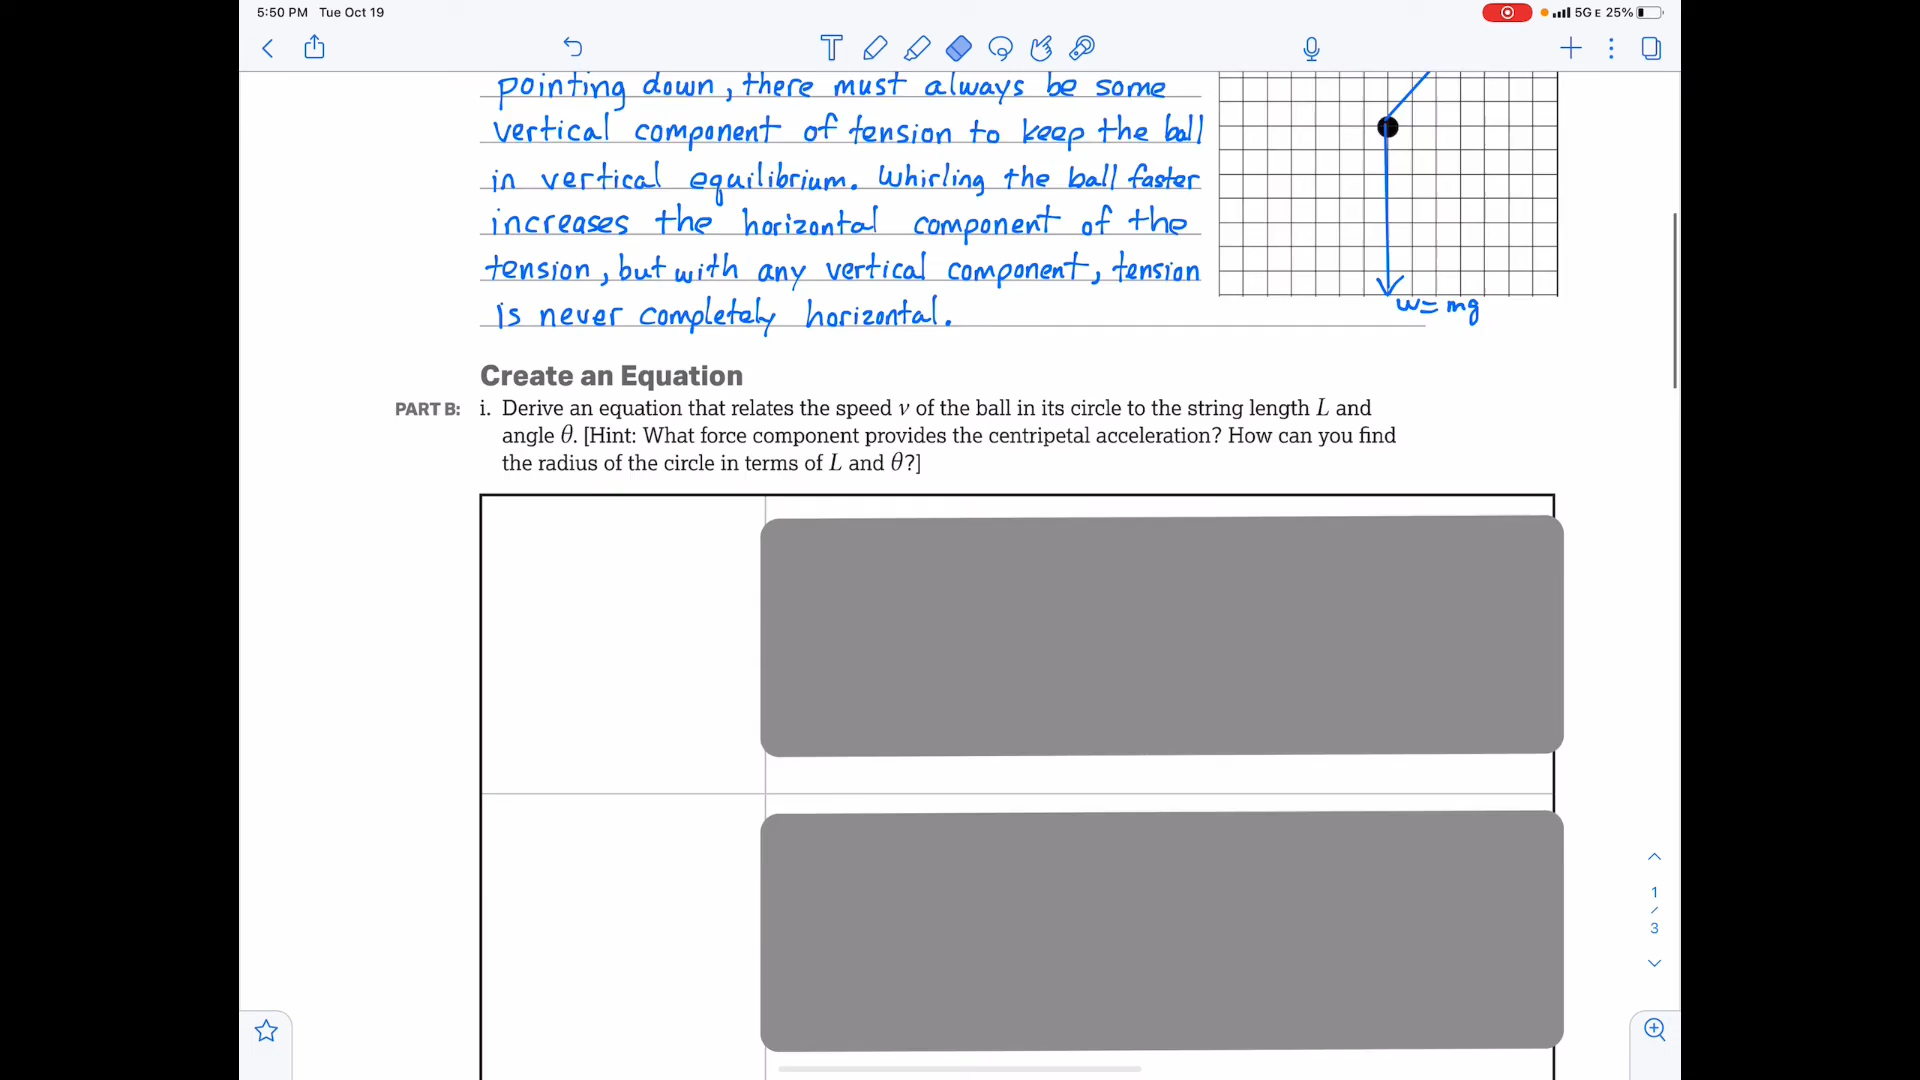 5:50 PM Tue Oct 19
5G E 25%
pointing down, there must always be some
vertical component of tension to keep the ball
in vertical equilibrium. Whirling the ball faster
increases the horizontal component of the
tension, but with any vertical component, tension
is never completely horizontal.
w = mg
Create an Equation
PART B: i. Derive an equation that relates the speed v of the ball in its circle to the string length L and
angle θ. [Hint: What force component provides the centripetal acceleration? How can you find
the radius of the circle in terms of L and θ?]
1
/
3